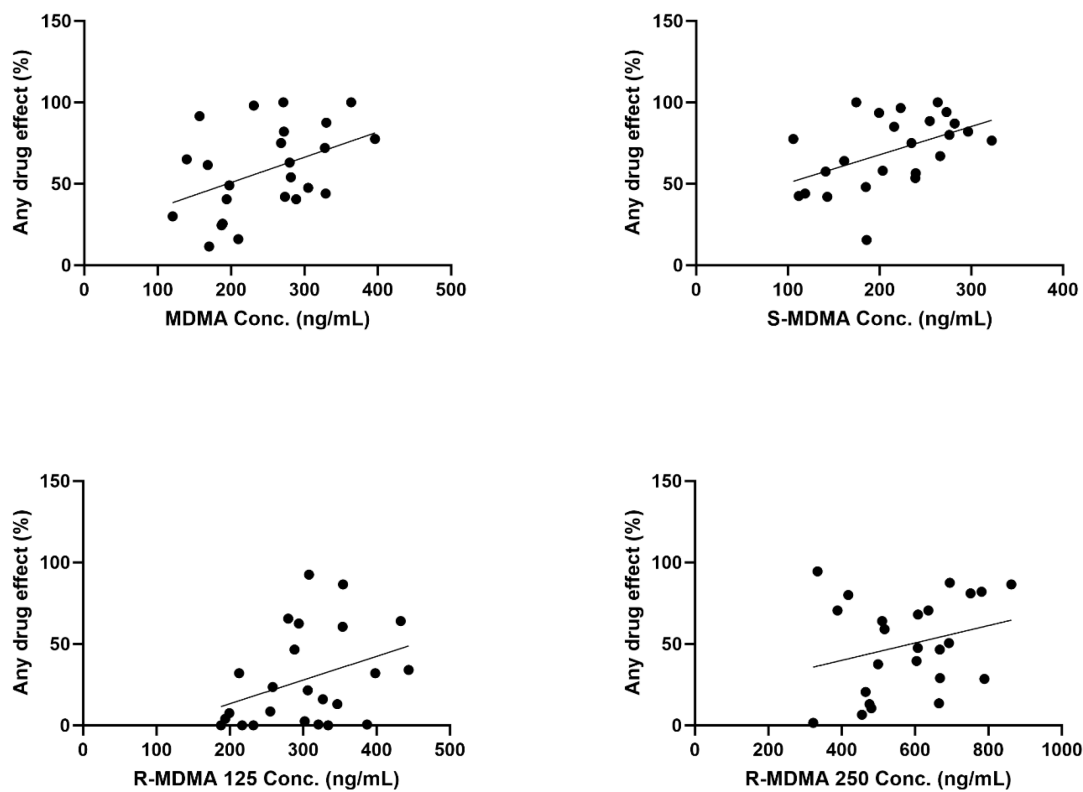 150
100
50
0
Any drug effect (%)
0 100 200 300 400 500
MDMA Conc. (ng/mL)
150
100
50
0
Any drug effect (%)
0 100 200 300 400
S-MDMA Conc. (ng/mL)
150
100
50
0
Any drug effect (%)
0 100 200 300 400 500
R-MDMA 125 Conc. (ng/mL)
150
100
50
0
Any drug effect (%)
0 200 400 600 800 1000
R-MDMA 250 Conc. (ng/mL)